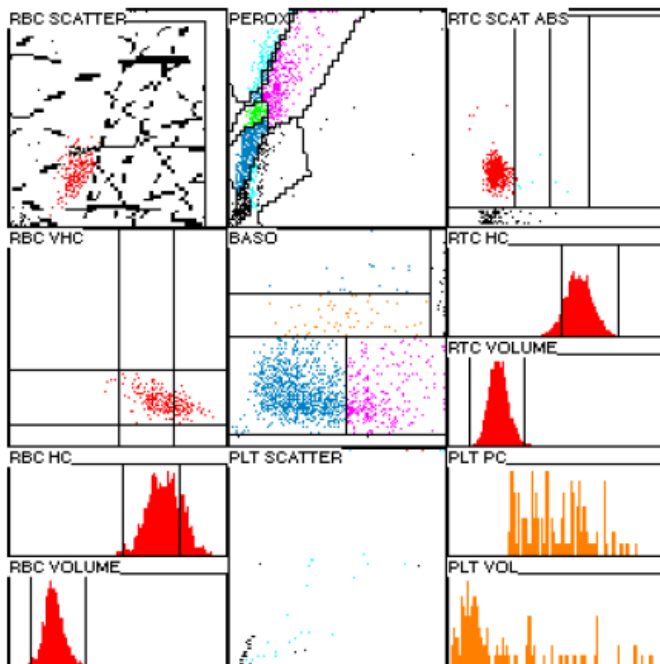 RBC SCATTER
PEROX
RTC SCAT ABS
RBC VHC
BASO
RTC HC
RTC VOLUME
RBC HC
PLT SCATTER
PLT PC
RBC VOLUME
PLT VOL